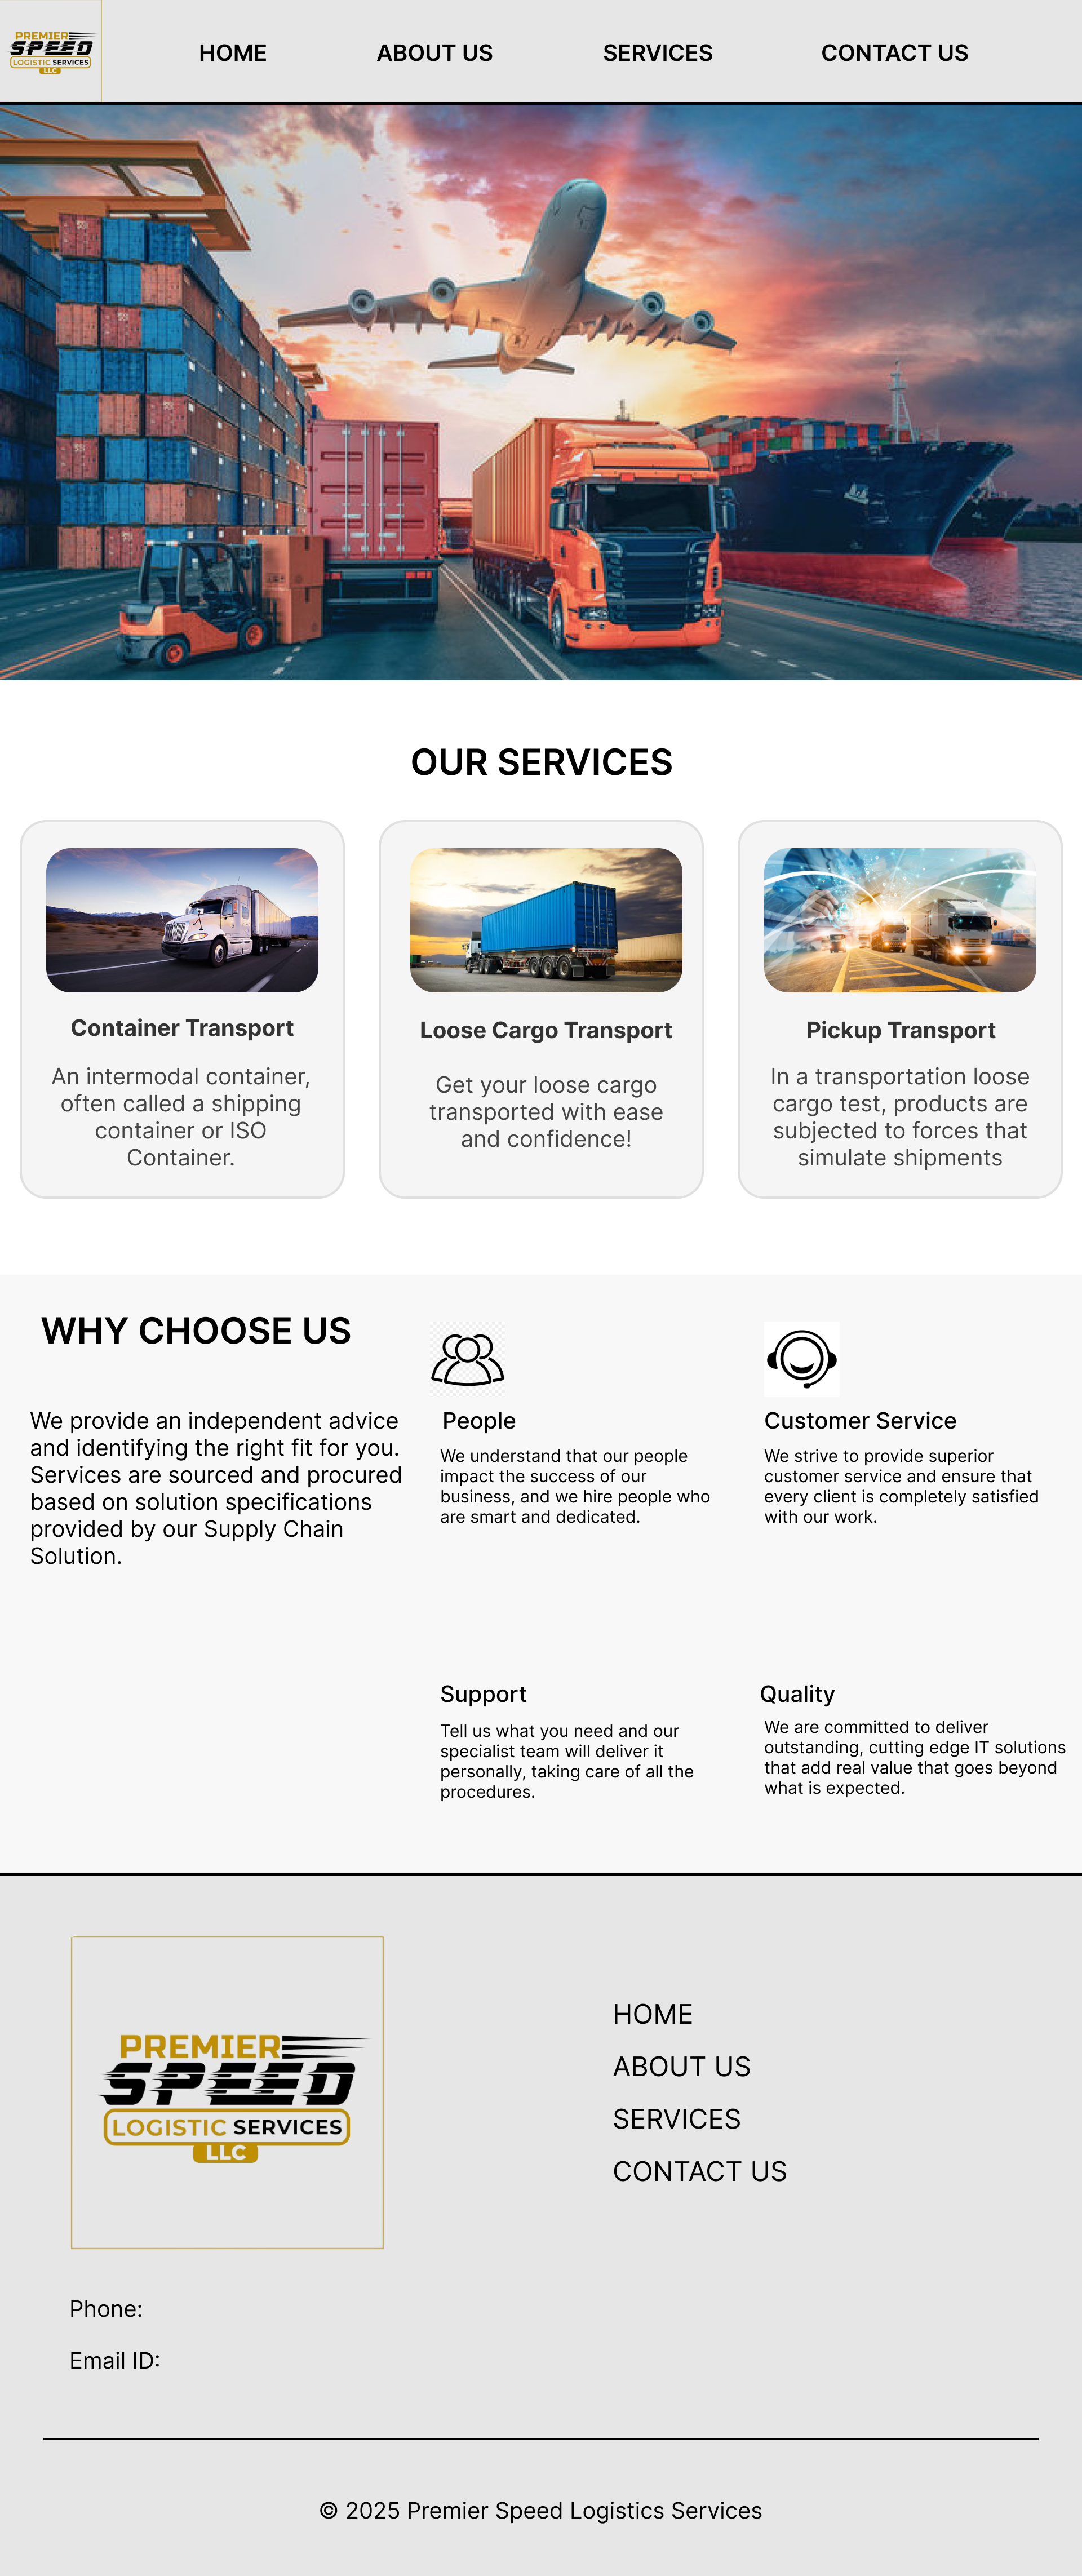 PREMIER
SPEED
LOGISTIC SERVICES
LLC
HOME
ABOUT US
SERVICES
CONTACT US
OUR SERVICES
Container Transport
An intermodal container,
often called a shipping
container or ISO
Container.
Loose Cargo Transport
Get your loose cargo
transported with ease
and confidence!
Pickup Transport
In a transportation loose
cargo test, products are
subjected to forces that
simulate shipments
WHY CHOOSE US
We provide an independent advice
and identifying the right fit for you.
Services are sourced and procured
based on solution specifications
provided by our Supply Chain
Solution.
People
We understand that our people
impact the success of our
business, and we hire people who
are smart and dedicated.
Customer Service
We strive to provide superior
customer service and ensure that
every client is completely satisfied
with our work.
Support
Tell us what you need and our
specialist team will deliver it
personally, taking care of all the
procedures.
Quality
We are committed to deliver
outstanding, cutting edge IT solutions
that add real value that goes beyond
what is expected.
PREMIER
SPEED
LOGISTIC SERVICES
LLC
HOME
ABOUT US
SERVICES
CONTACT US
Phone:
Email ID:
© 2025 Premier Speed Logistics Services